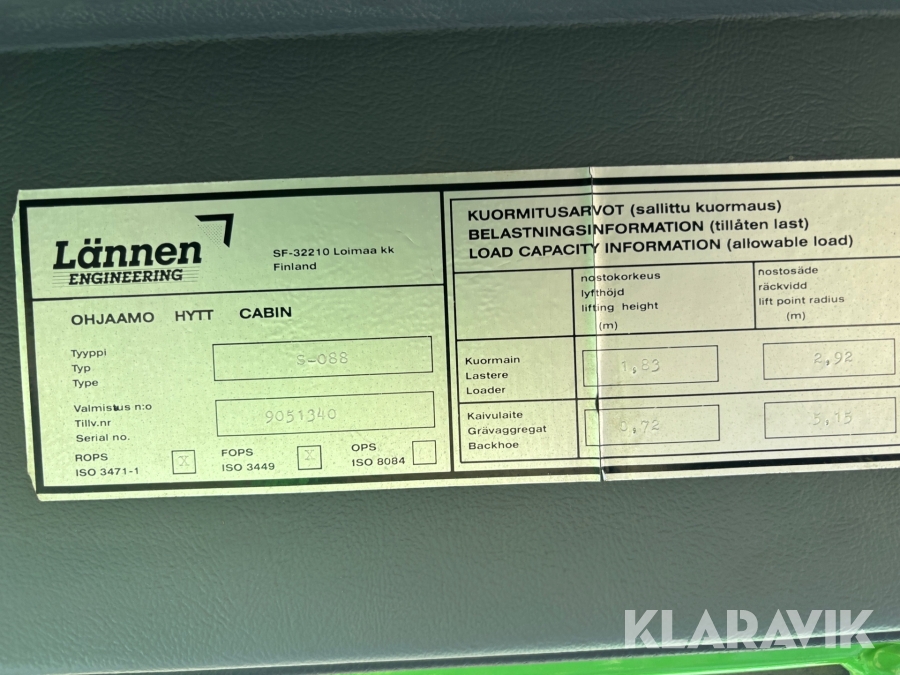 Lännen
ENGINEERING
SF-32210 Loimaa kk
Finland
OHJAAMO HYTT CABIN
Tyyppi
Typ
Type
S-088
Valmistus n:o
Tillv.nr
Serial no.
9051340
ROPS
ISO 3471-1
X
FOPS
ISO 3449
X
OPS
ISO 8084
KUORMITUSARVOT (sallittu kuormaus)
BELASTNINGSINFORMATION (tillåten last)
LOAD CAPACITY INFORMATION (allowable load)
nostokorkeus
lyfthöjd
lifting height
(m)
nostosäde
räckvidd
lift point radius
(m)
Kuormain
Lastere
Loader
1,83
2,92
Kaivulaite
Grävaggregat
Backhoe
5,15
KLARAVIK